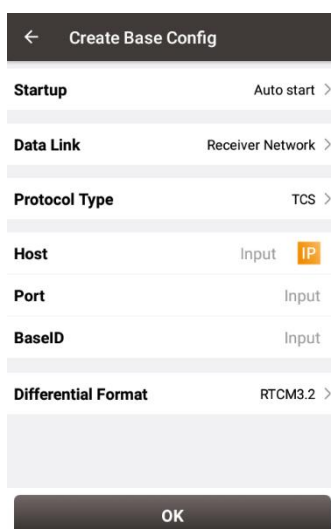 Create Base Config
Startup Auto start
Data Link Receiver Network
Protocol Type TCS
Host Input IP
Port Input
BaseID Input
Differential Format RTCM3.2
OK